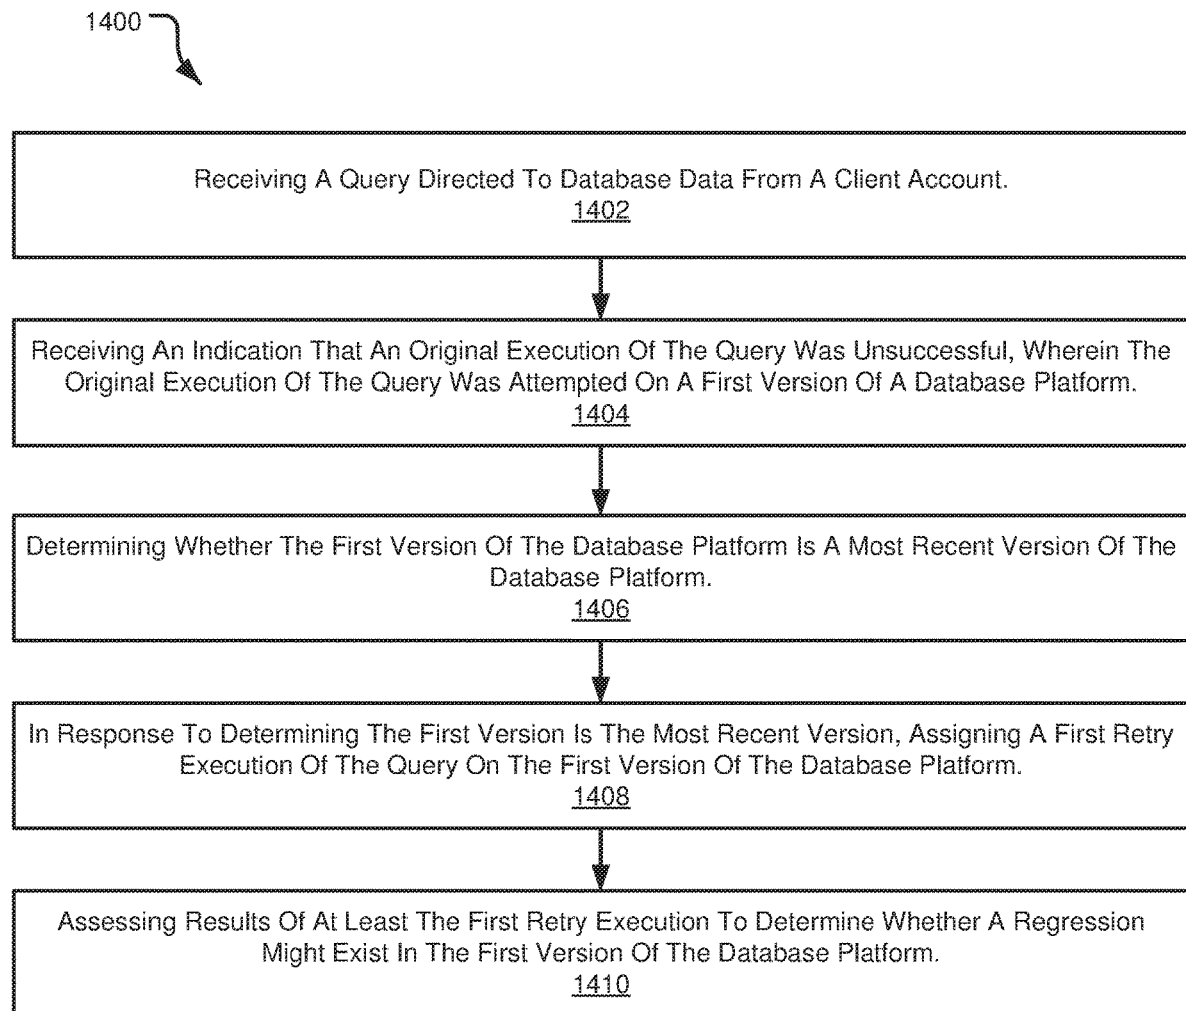 1400
Receiving A Query Directed To Database Data From A Client Account.
1402
Receiving An Indication That An Original Execution Of The Query Was Unsuccessful, Wherein The
Original Execution Of The Query Was Attempted On A First Version Of A Database Platform.
1404
Determining Whether The First Version Of The Database Platform Is A Most Recent Version Of The
Database Platform.
1406
In Response To Determining The First Version Is The Most Recent Version, Assigning A First Retry
Execution Of The Query On The First Version Of The Database Platform.
1408
Assessing Results Of At Least The First Retry Execution To Determine Whether A Regression
Might Exist In The First Version Of The Database Platform.
1410